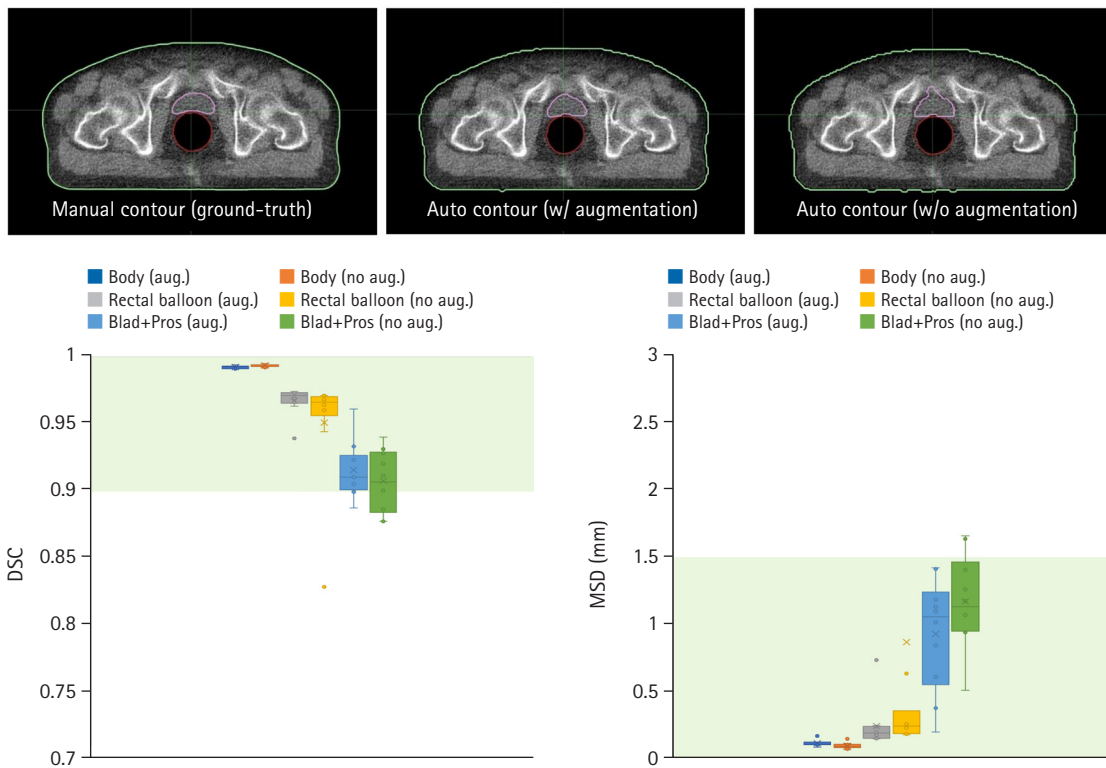 Manual contour (ground-truth)
Auto contour (w/ augmentation)
Auto contour (w/o augmentation)
Body (aug.)
Body (no aug.)
Rectal balloon (aug.)
Rectal balloon (no aug.)
Blad+Pros (aug.)
Blad+Pros (no aug.)
1
0.95
0.9
0.85
0.8
0.75
0.7
DSC
Body (aug.)
Body (no aug.)
Rectal balloon (aug.)
Rectal balloon (no aug.)
Blad+Pros (aug.)
Blad+Pros (no aug.)
3
2.5
2
1.5
1
0.5
0
MSD (mm)